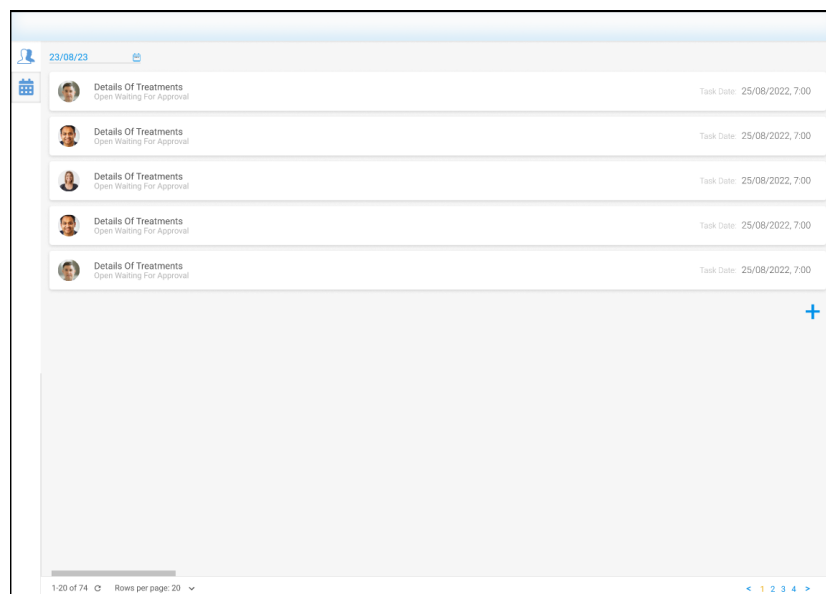 23/08/23
Details Of Treatments
Open Waiting For Approval
Task Date: 25/08/2022, 7:00
Details Of Treatments
Open Waiting For Approval
Task Date: 25/08/2022, 7:00
Details Of Treatments
Open Waiting For Approval
Task Date: 25/08/2022, 7:00
Details Of Treatments
Open Waiting For Approval
Task Date: 25/08/2022, 7:00
Details Of Treatments
Open Waiting For Approval
Task Date: 25/08/2022, 7:00
+
1-20 of 74 Rows per page: 20
< 1 2 3 4 >